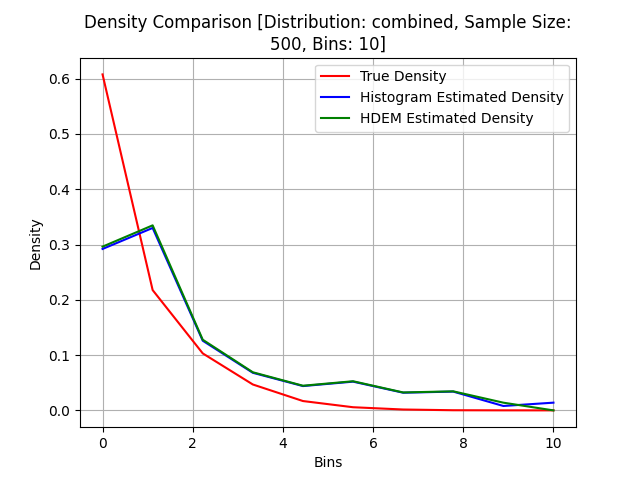 Density Comparison [Distribution: combined, Sample Size:
500, Bins: 10]
True Density
Histogram Estimated Density
HDEM Estimated Density
Density
0.6
0.5
0.4
0.3
0.2
0.1
0.0
0 2 4 6 8 10
Bins